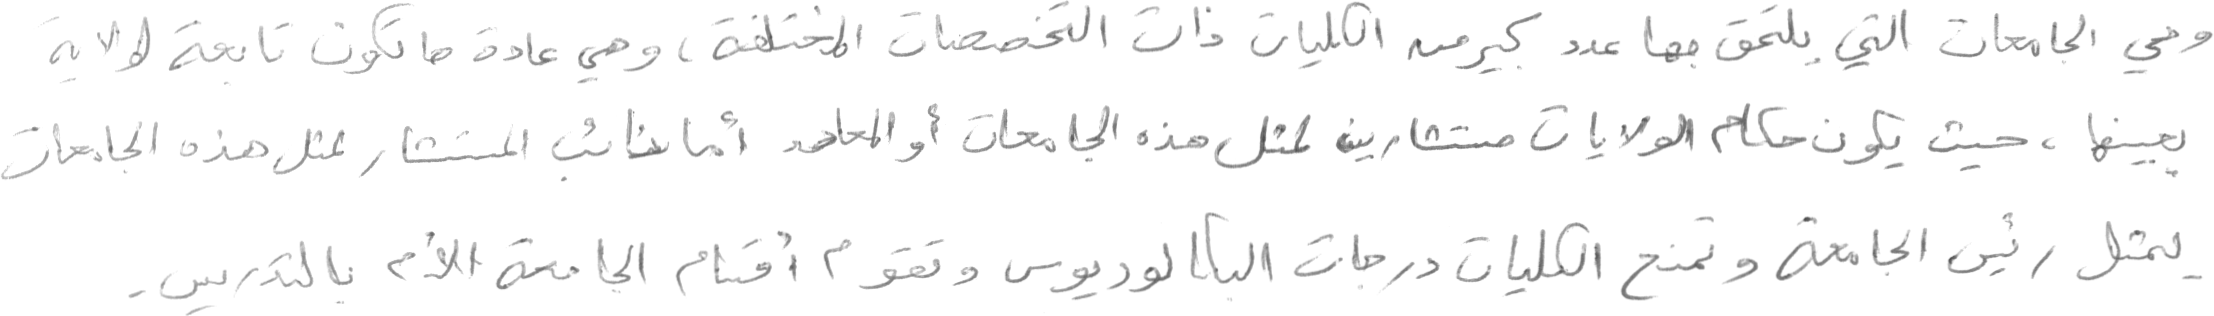 وهي الجامعات التي يلتحق بها عدد كبير من الكليات ذات التخصصات المختلفة، وهي عادة ما تكون تابعة لولاية
بعينها، حيث يكون حكام الولايات مستشارين لمثل هذه الجامعات أو المعاهد أما نائب المستشار لمثل هذه الجامعات
يمثل رئيس الجامعة وتمنح الكليات درجات البكالوريوس وتقوم أقسام الجامعة الأم بالتدريس.